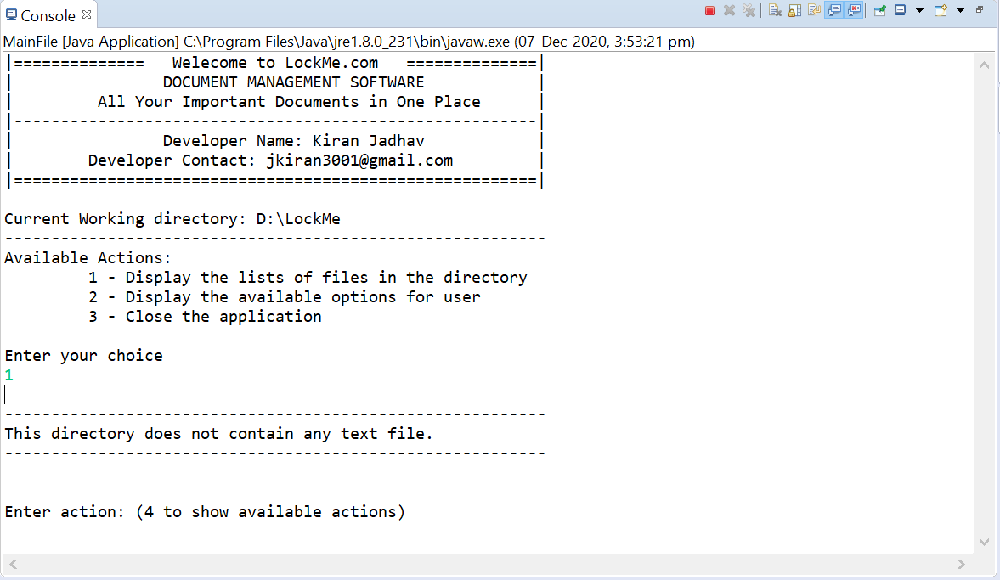 Console
MainFile [Java Application] C:\Program Files\Java\jre1.8.0_231\bin\javaw.exe (07-Dec-2020, 3:53:21 pm)
|============== Welcome to LockMe.com ==============|
| DOCUMENT MANAGEMENT SOFTWARE |
| All Your Important Documents in One Place |
|--------------------------------------------------------|
| Developer Name: Kiran Jadhav |
| Developer Contact: jkiran3001@gmail.com |
|========================================================|
Current Working directory: D:\LockMe
----------------------------------------------------------
Available Actions:
1 - Display the lists of files in the directory
2 - Display the available options for user
3 - Close the application
Enter your choice
1
----------------------------------------------------------
This directory does not contain any text file.
----------------------------------------------------------
Enter action: (4 to show available actions)